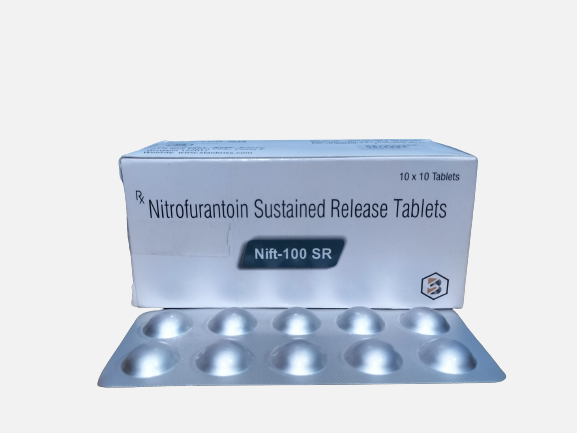 10 x 10 Tablets
Rx Nitrofurantoin Sustained Release Tablets
Nift-100 SR